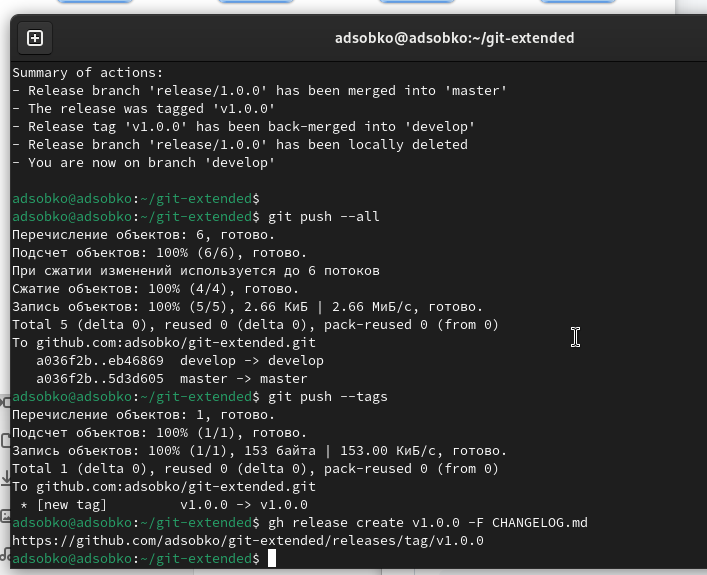 adsobko@adsobko:~/git-extended
Summary of actions:
- Release branch 'release/1.0.0' has been merged into 'master'
- The release was tagged 'v1.0.0'
- Release tag 'v1.0.0' has been back-merged into 'develop'
- Release branch 'release/1.0.0' has been locally deleted
- You are now on branch 'develop'
adsobko@adsobko:~/git-extended$
adsobko@adsobko:~/git-extended$ git push --all
Перечисление объектов: 6, готово.
Подсчет объектов: 100% (6/6), готово.
При сжатии изменений используется до 6 потоков
Сжатие объектов: 100% (4/4), готово.
Запись объектов: 100% (5/5), 2.66 КиБ | 2.66 МиБ/с, готово.
Total 5 (delta 0), reused 0 (delta 0), pack-reused 0 (from 0)
To github.com:adsobko/git-extended.git
   a036f2b..eb46869  develop -> develop
   a036f2b..5d3d605  master -> master
adsobko@adsobko:~/git-extended$ git push --tags
Перечисление объектов: 1, готово.
Подсчет объектов: 100% (1/1), готово.
Запись объектов: 100% (1/1), 153 байта | 153.00 КиБ/с, готово.
Total 1 (delta 0), reused 0 (delta 0), pack-reused 0 (from 0)
To github.com:adsobko/git-extended.git
 * [new tag]         v1.0.0 -> v1.0.0
adsobko@adsobko:~/git-extended$ gh release create v1.0.0 -F CHANGELOG.md
https://github.com/adsobko/git-extended/releases/tag/v1.0.0
adsobko@adsobko:~/git-extended$